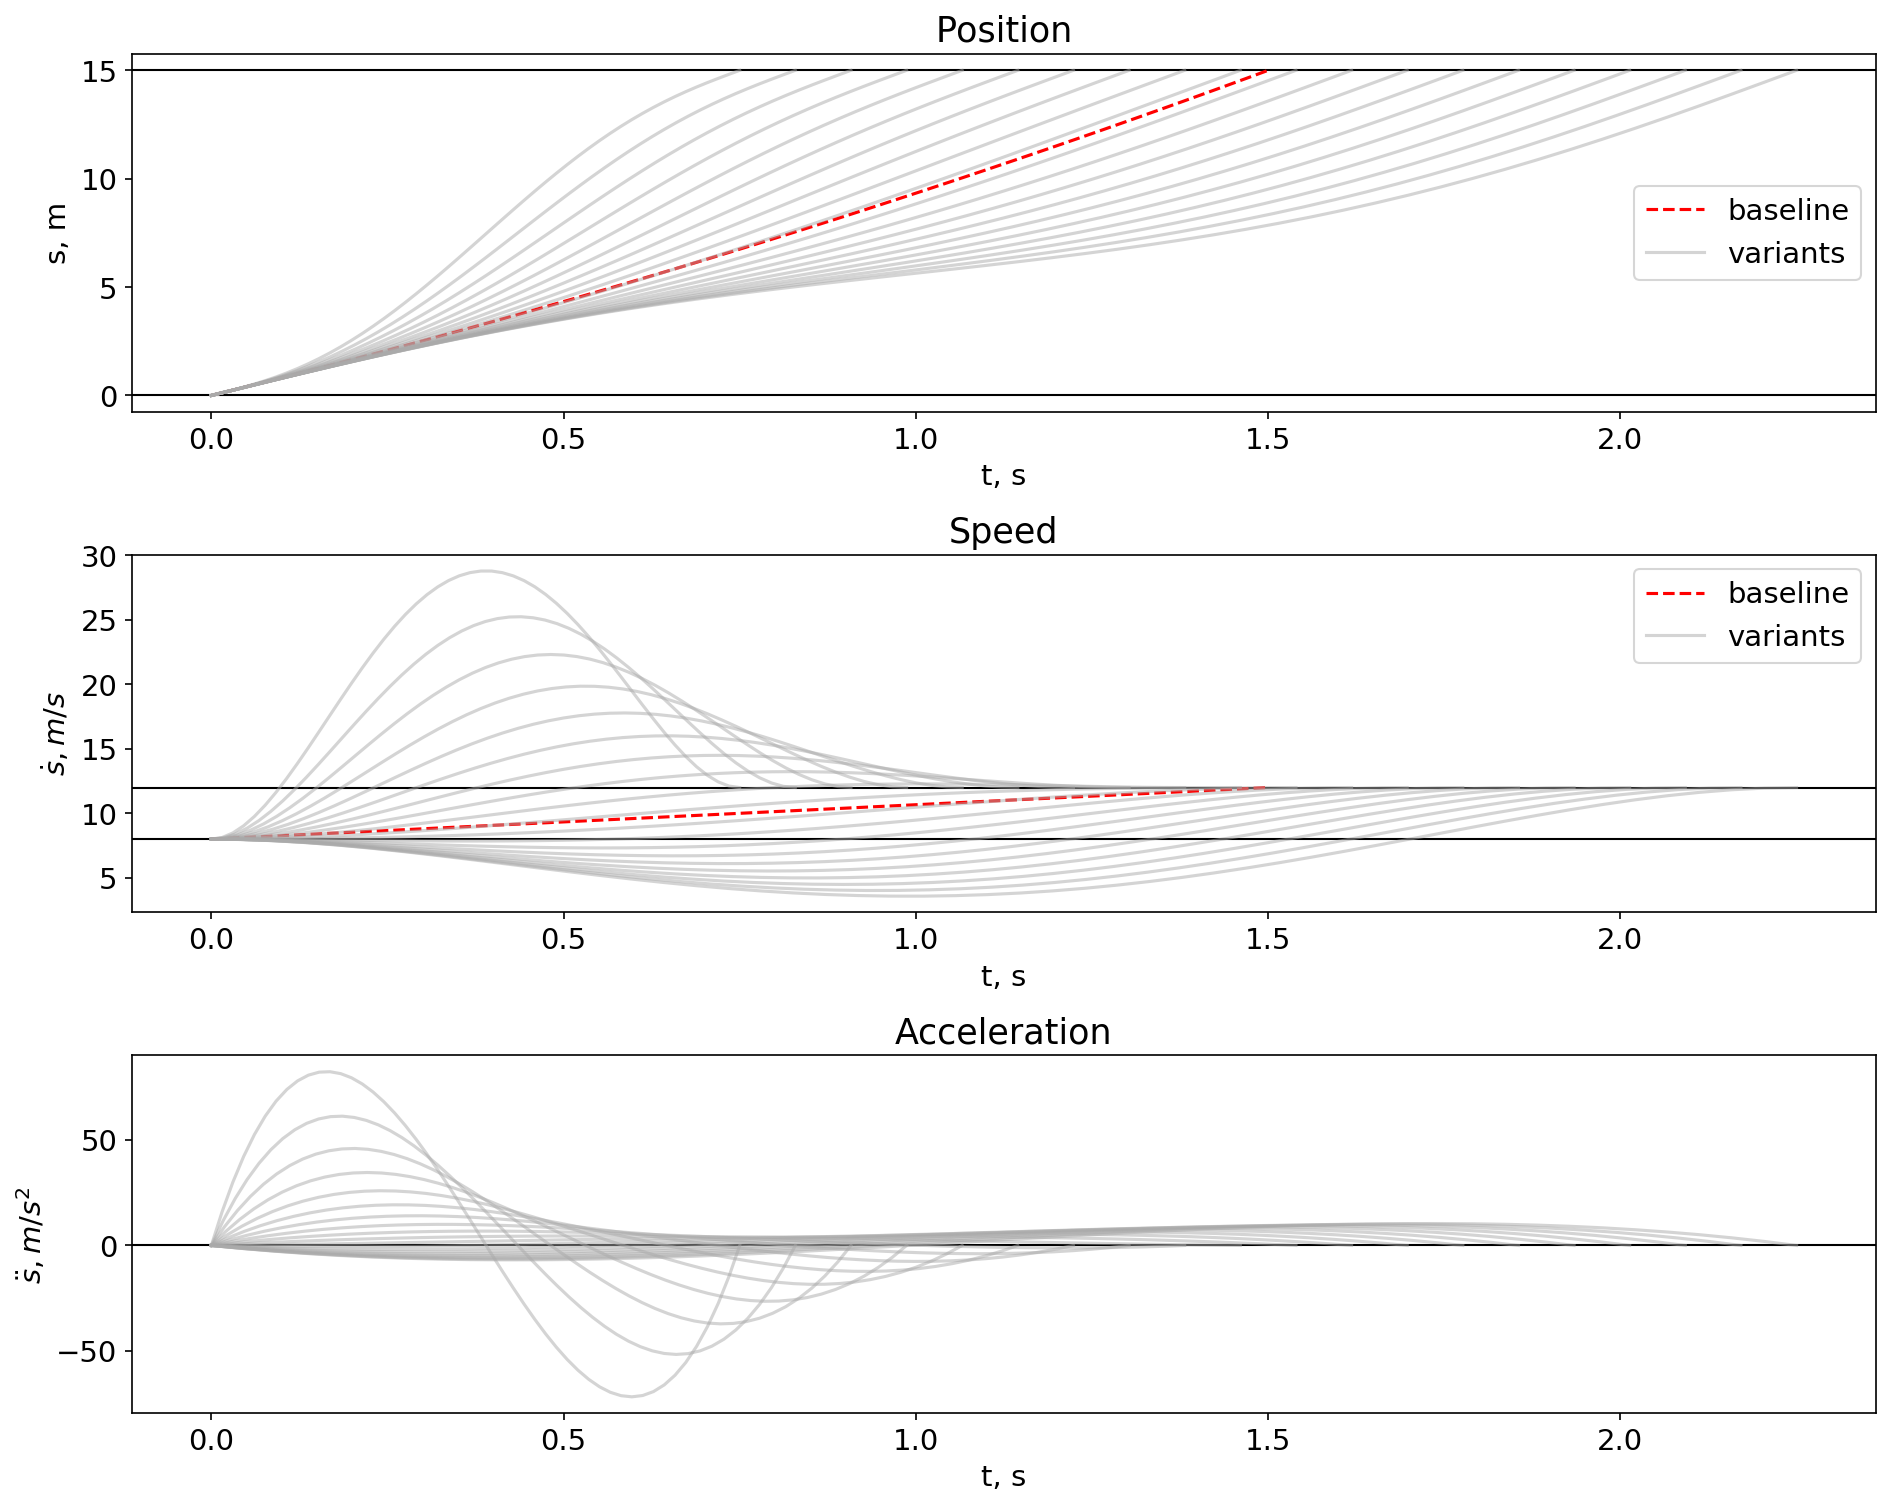 Position
15
10
5
0
s, m
baseline
variants
0.0 0.5 1.0 1.5 2.0
t, s
Speed
30
25
20
15
10
5
ṡ, m/s
baseline
variants
0.0 0.5 1.0 1.5 2.0
t, s
Acceleration
50
0
−50
s̈, m/s²
0.0 0.5 1.0 1.5 2.0
t, s